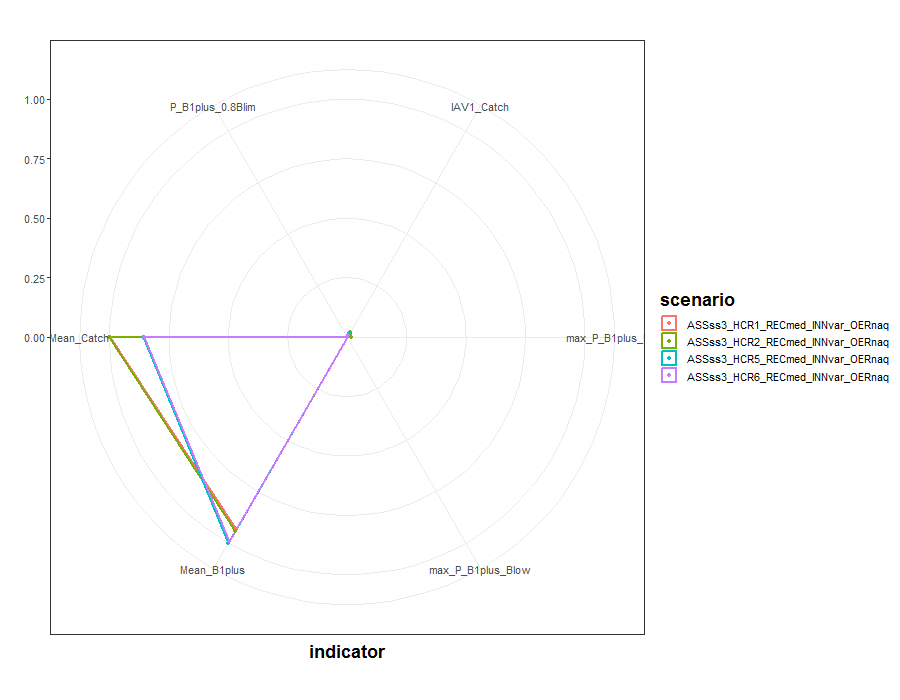 1.00
P_B1plus_0.8Blim
IAV1_Catch
0.75
0.50
0.25
0.00
Mean_Catch
max_P_B1plus_
Mean_B1plus
max_P_B1plus_Blow
indicator
scenario
ASSss3_HCR1_RECmed_INNvar_OERnaq
ASSss3_HCR2_RECmed_INNvar_OERnaq
ASSss3_HCR5_RECmed_INNvar_OERnaq
ASSss3_HCR6_RECmed_INNvar_OERnaq